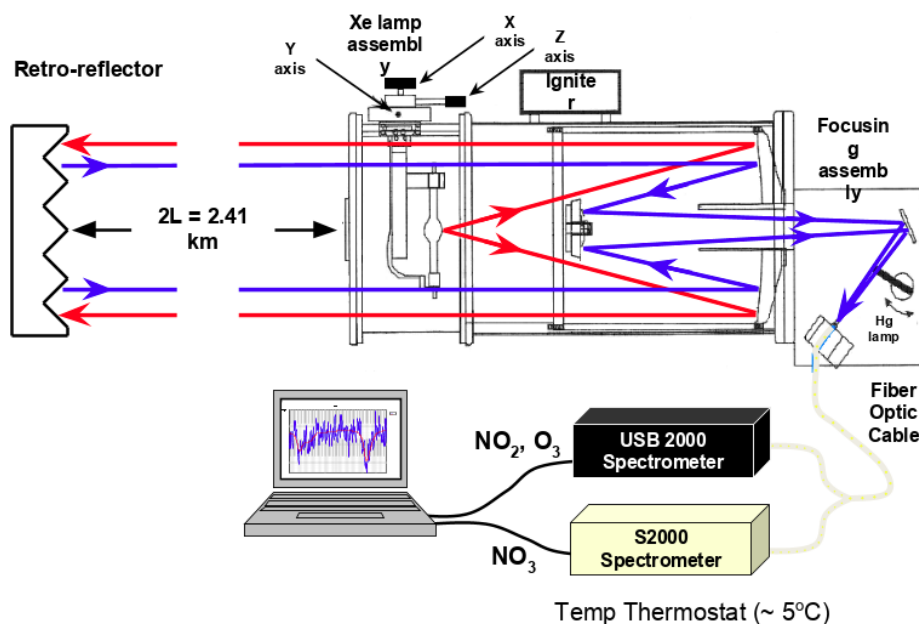 Xe lamp
assembl
y
X
axis
Z
axis
Y
axis
Retro-reflector
Ignite
r
Focusin
g
assemb
ly
2L = 2.41
km
Hg
lamp
Fiber
Optic
Cable
NO2, O3
USB 2000
Spectrometer
NO3
S2000
Spectrometer
Temp Thermostat (~ 5oC)